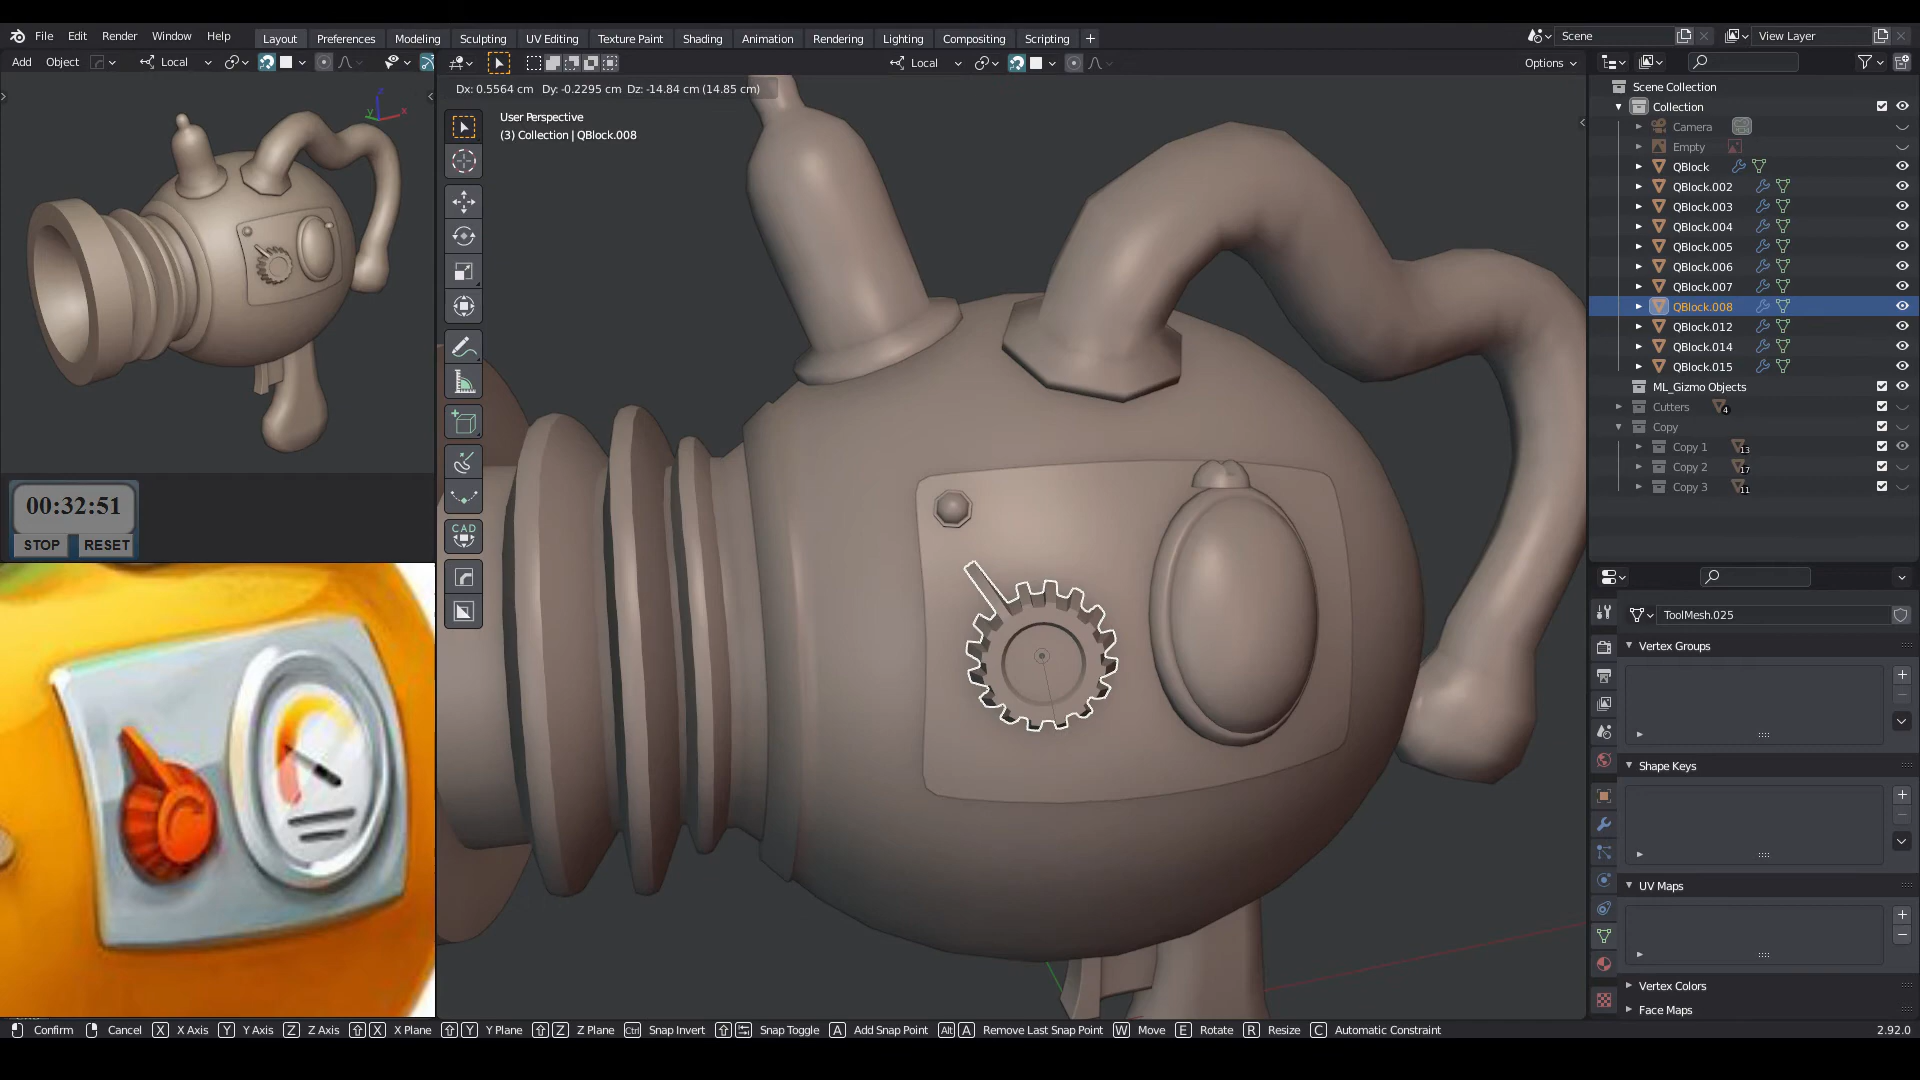 File Edit Render Window Help
Layout Preferences Modeling Sculpting UV Editing Texture Paint Shading Animation Rendering Lighting Compositing Scripting +
Scene View Layer
Add Object Local Local Options
Dx: 0.5564 cm Dy: -0.2295 cm Dz: -14.84 cm (14.85 cm)
User Perspective
(3) Collection | QBlock.008
Scene Collection
Collection
Camera
Empty
QBlock
QBlock.002
QBlock.003
QBlock.004
QBlock.005
QBlock.006
QBlock.007
QBlock.008
QBlock.012
QBlock.014
QBlock.015
ML_Gizmo Objects
Cutters 4
Copy
Copy 1 13
Copy 2 17
Copy 3 11
00:32:51
STOP RESET
CAD
ToolMesh.025
Vertex Groups
Shape Keys
UV Maps
Vertex Colors
Face Maps
Confirm Cancel X X Axis Y Y Axis Z Z Axis X X Plane Y Y Plane Z Z Plane Ctrl Snap Invert Snap Toggle A Add Snap Point Alt A Remove Last Snap Point W Move E Rotate R Resize C Automatic Constraint 2.92.0